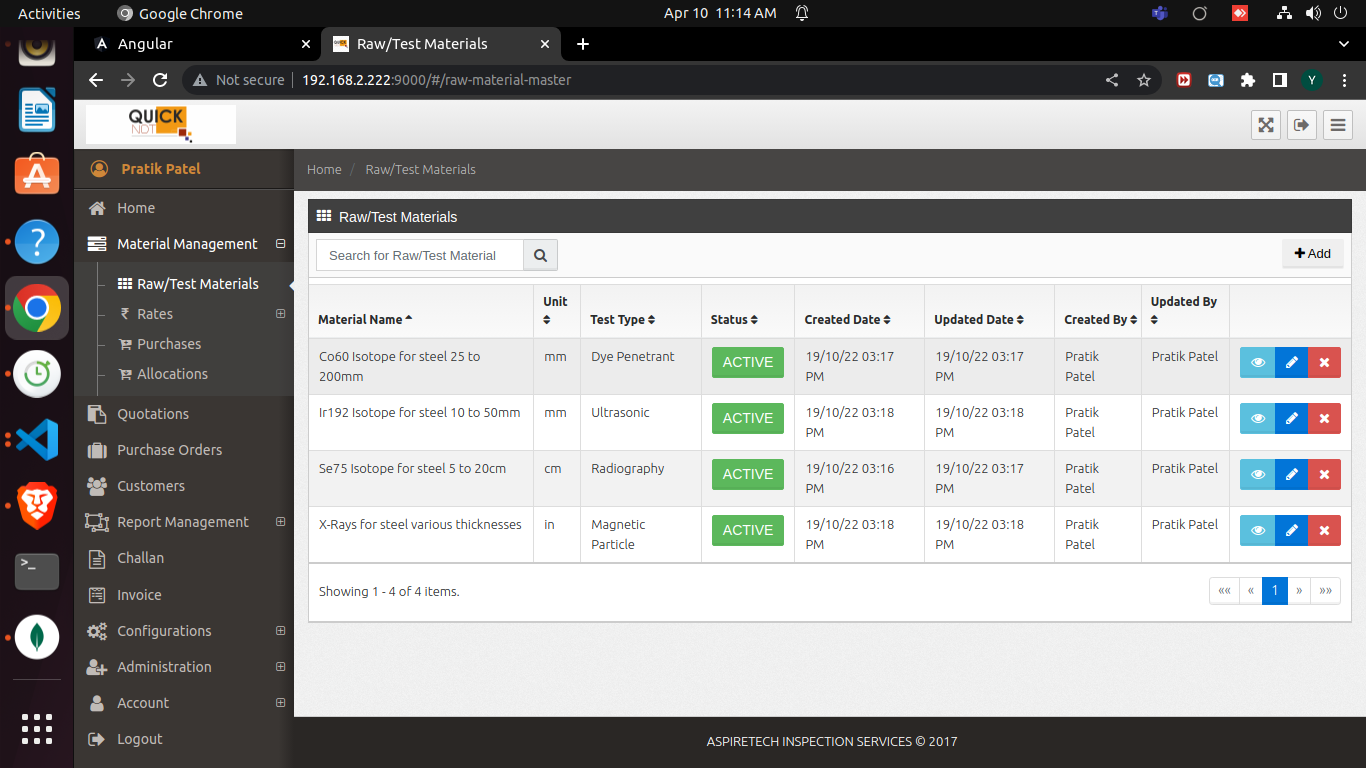 Activities
Google Chrome
Apr 10 11:14 AM
Angular
Raw/Test Materials
Not secure
192.168.2.222:9000/#/raw-material-master
Y
QUICK
NDT
Pratik Patel
Home / Raw/Test Materials
Home
Material Management
Raw/Test Materials
Rates
Purchases
Allocations
Quotations
Purchase Orders
Customers
Report Management
Challan
Invoice
Configurations
Administration
Account
Logout
Raw/Test Materials
Search for Raw/Test Material
Add
Material Name
Unit
Test Type
Status
Created Date
Updated Date
Created By
Updated By
Co60 Isotope for steel 25 to
200mm
mm
Dye Penetrant
ACTIVE
19/10/22 03:17
PM
19/10/22 03:17
PM
Pratik
Patel
Pratik Patel
Ir192 Isotope for steel 10 to 50mm
mm
Ultrasonic
ACTIVE
19/10/22 03:18
PM
19/10/22 03:18
PM
Pratik
Patel
Pratik Patel
Se75 Isotope for steel 5 to 20cm
cm
Radiography
ACTIVE
19/10/22 03:16
PM
19/10/22 03:17
PM
Pratik
Patel
Pratik Patel
X-Rays for steel various thicknesses
in
Magnetic
Particle
ACTIVE
19/10/22 03:18
PM
19/10/22 03:18
PM
Pratik
Patel
Pratik Patel
Showing 1 - 4 of 4 items.
«« « 1 » »»
ASPIRETECH INSPECTION SERVICES © 2017